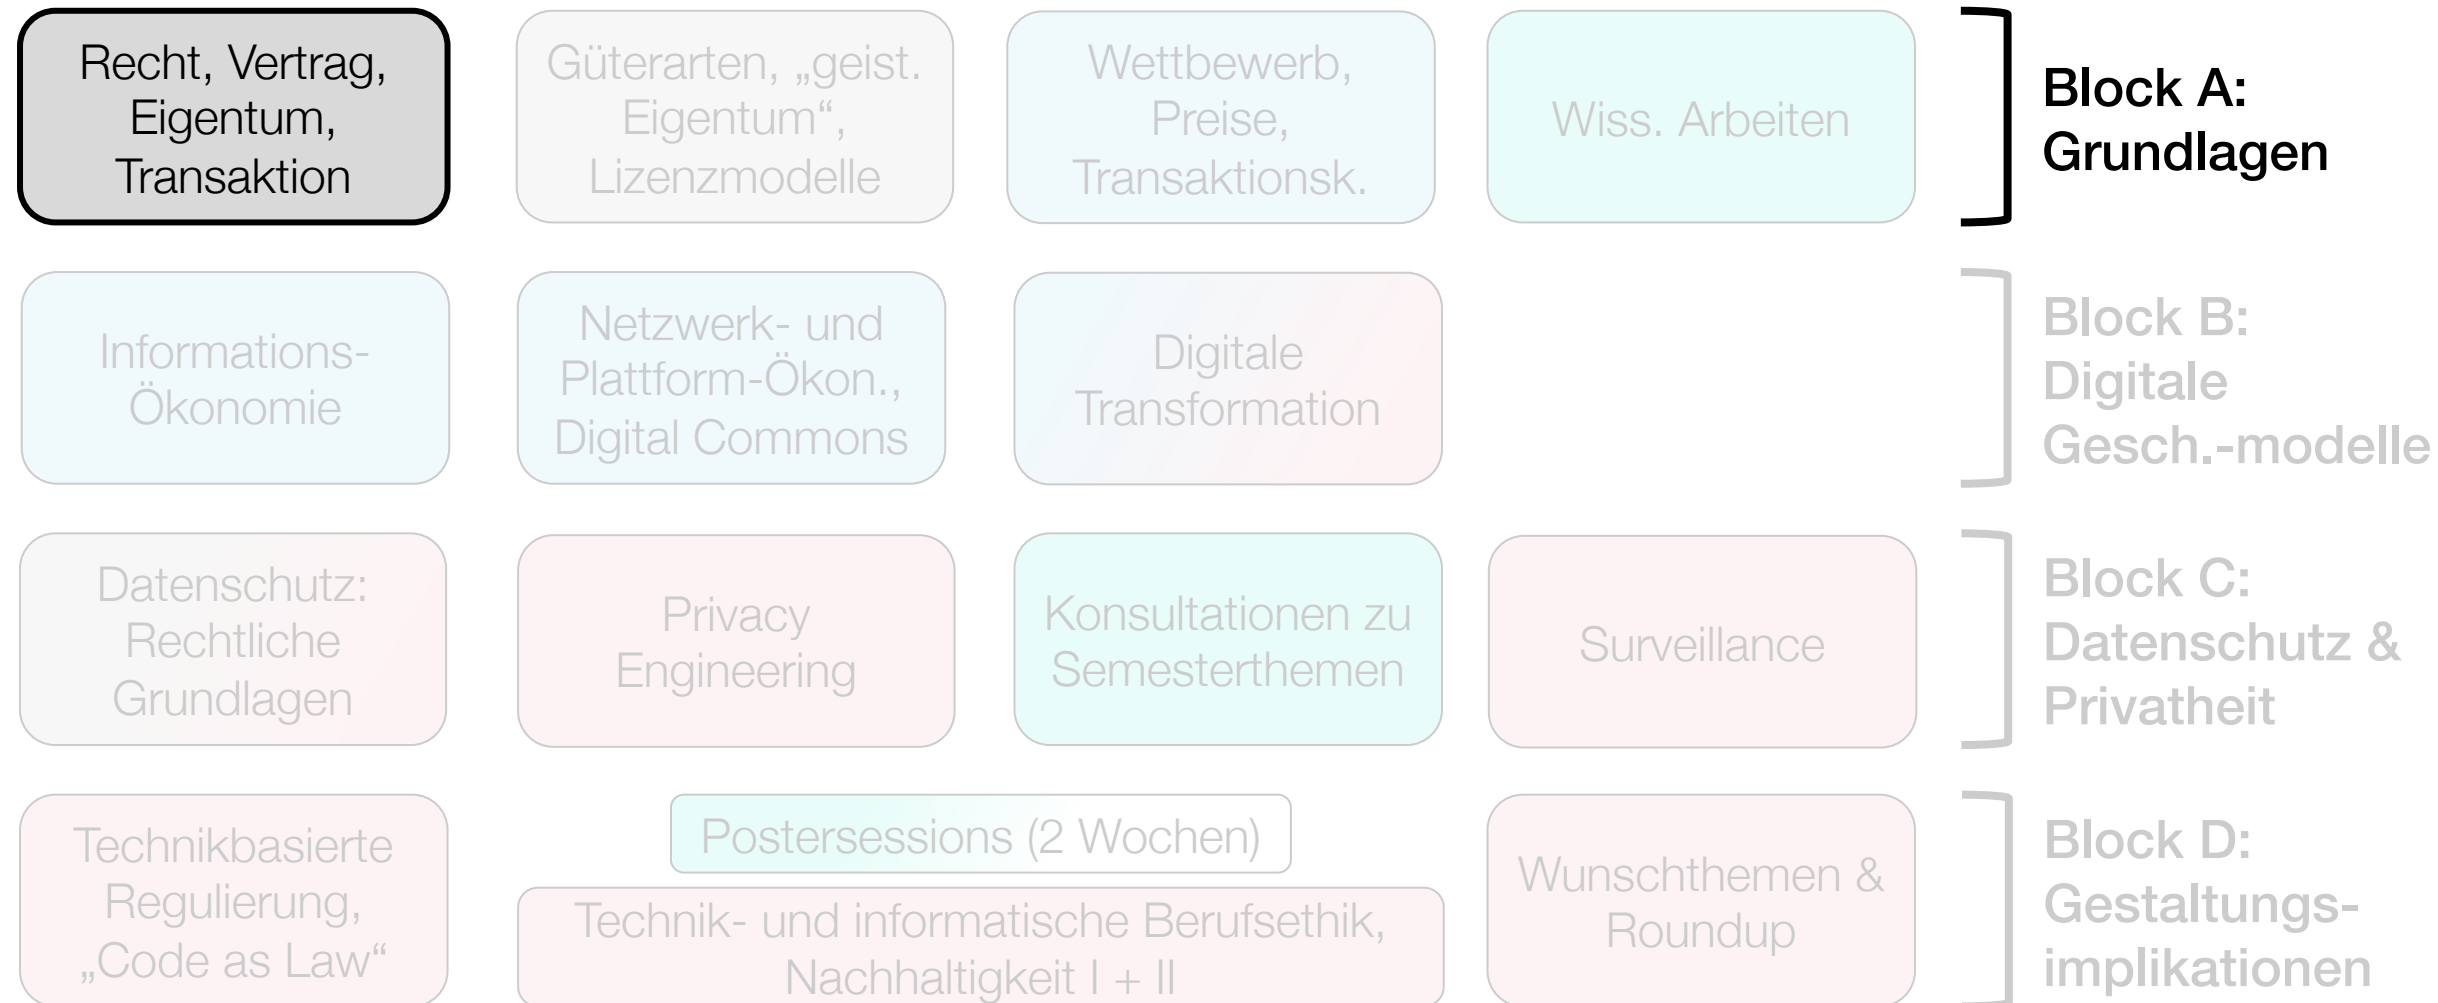 Recht, Vertrag,
Eigentum,
Transaktion
Güterarten, „geist.
Eigentum“,
Lizenzmodelle
Wettbewerb,
Preise,
Transaktionsk.
Wiss. Arbeiten
Block A:
Grundlagen
Informations-
Ökonomie
Netzwerk- und
Plattform-Ökon.,
Digital Commons
Digitale
Transformation
Block B:
Digitale
Gesch.-modelle
Datenschutz:
Rechtliche
Grundlagen
Privacy
Engineering
Konsultationen zu
Semesterthemen
Surveillance
Block C:
Datenschutz &
Privatheit
Technikbasierte
Regulierung,
„Code as Law“
Postersessions (2 Wochen)
Technik- und informatische Berufsethik,
Nachhaltigkeit I + II
Wunschthemen &
Roundup
Block D:
Gestaltungs-
implikationen